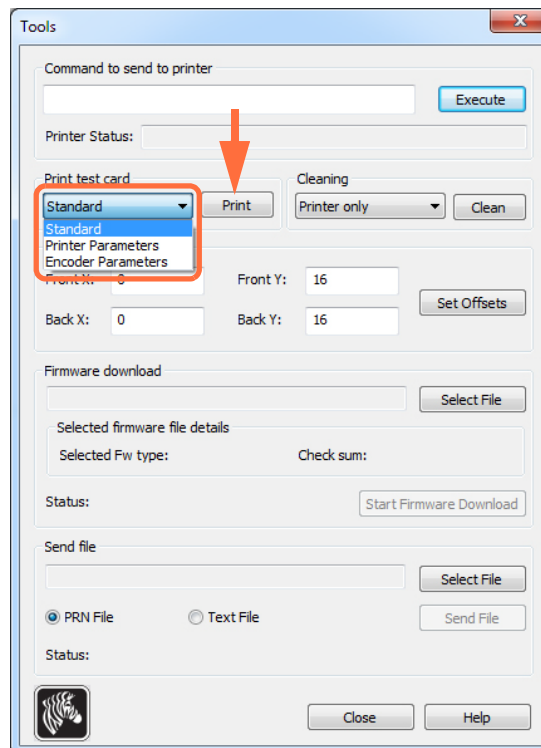 Tools
Command to send to printer
Execute
Printer Status:
Print test card
Cleaning
Standard
Print
Printer only
Clean
Standard
Printer Parameters
Encoder Parameters
Front X: 0 Front Y: 16
Set Offsets
Back X: 0 Back Y: 16
Firmware download
Select File
Selected firmware file details
Selected Fw type: Check sum:
Status:
Start Firmware Download
Send file
Select File
PRN File Text File
Send File
Status:
Close Help